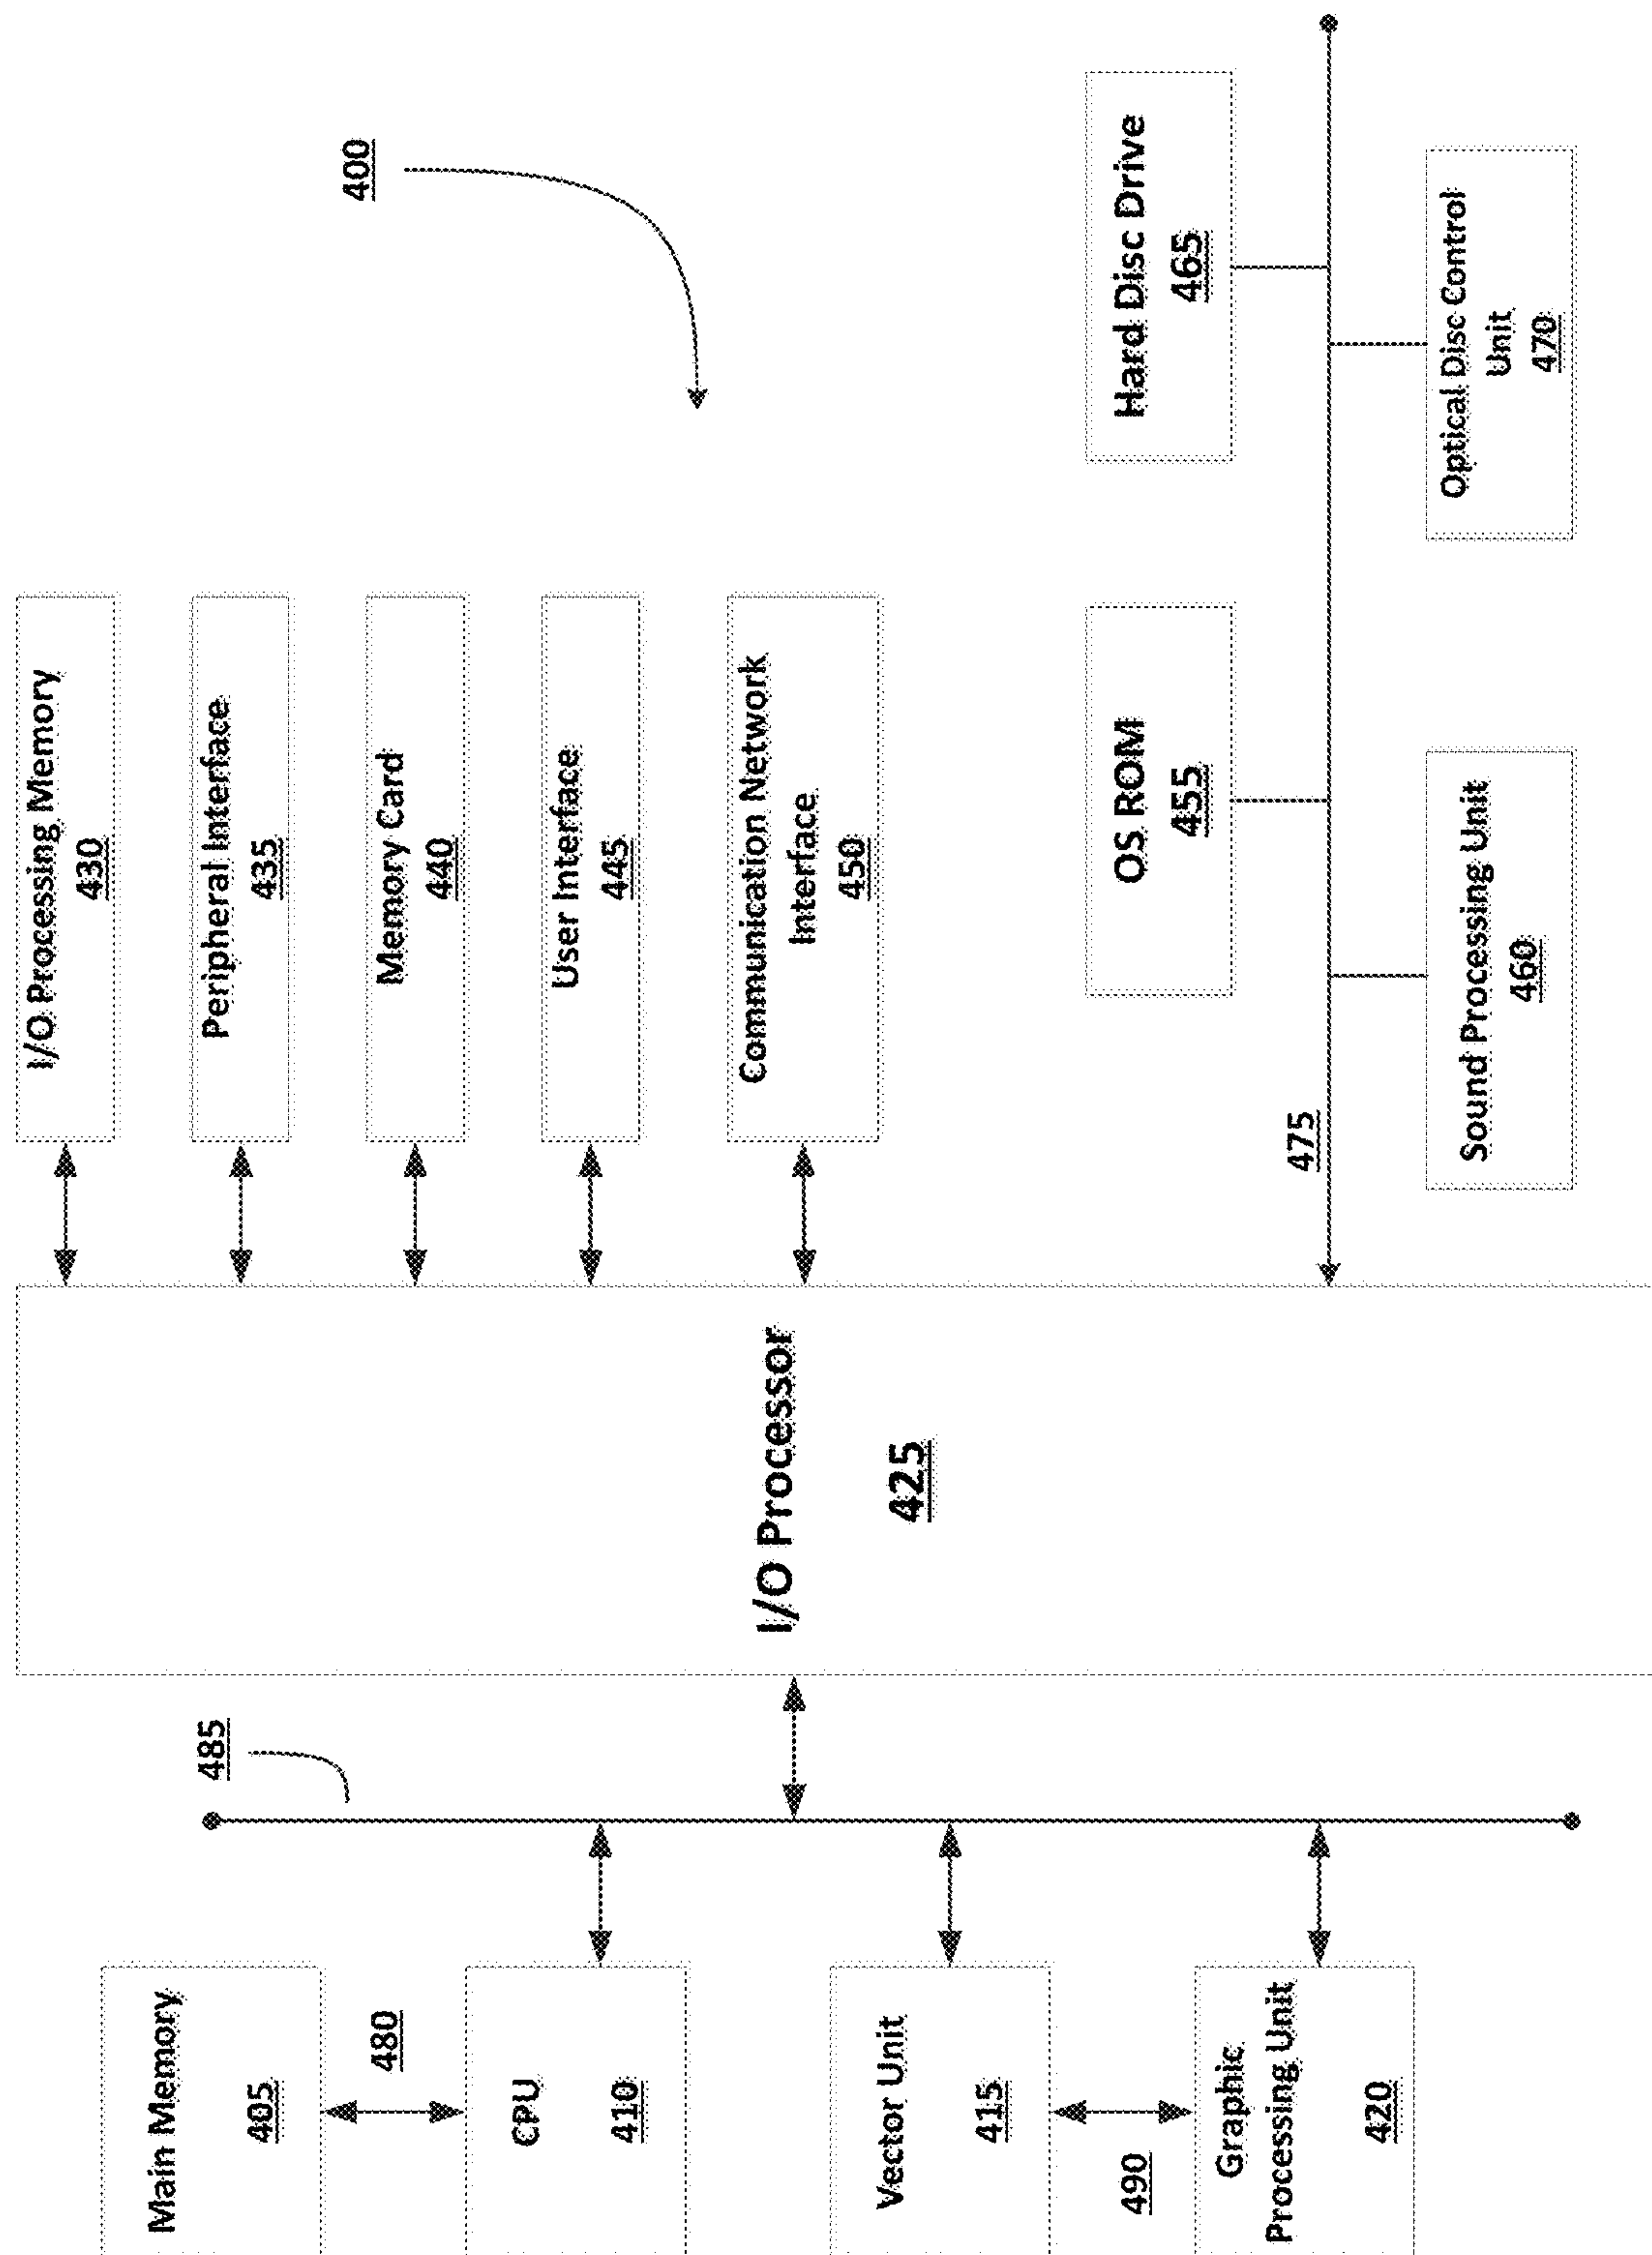 400
Main Memory
405
480
CPU
410
Vector Unit
415
490
Graphic
Processing Unit
420
485
I/O Processor
425
I/O Processing Memory
430
Peripheral Interface
435
Memory Card
440
User Interface
445
Communication Network
Interface
450
475
OS ROM
455
Sound Processing Unit
460
Hard Disc Drive
465
Optical Disc Control
Unit
470